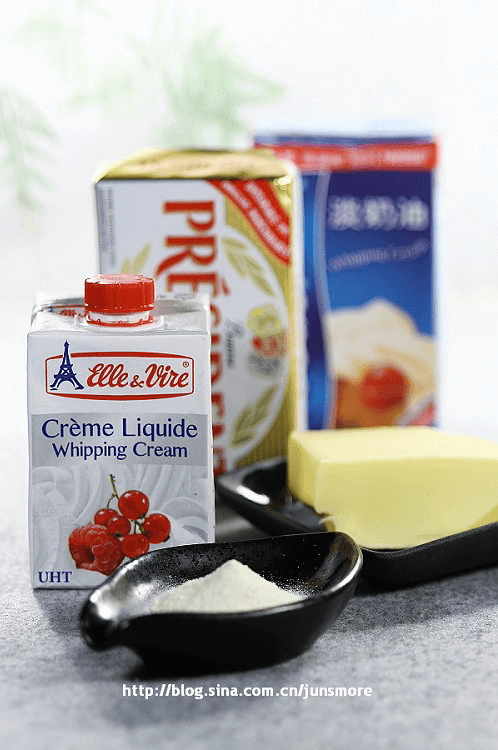 淡奶油
PRÉSIDENT
Elle & Vire®
Crème Liquide
Whipping Cream
UHT
http://blog.sina.com.cn/junsmore